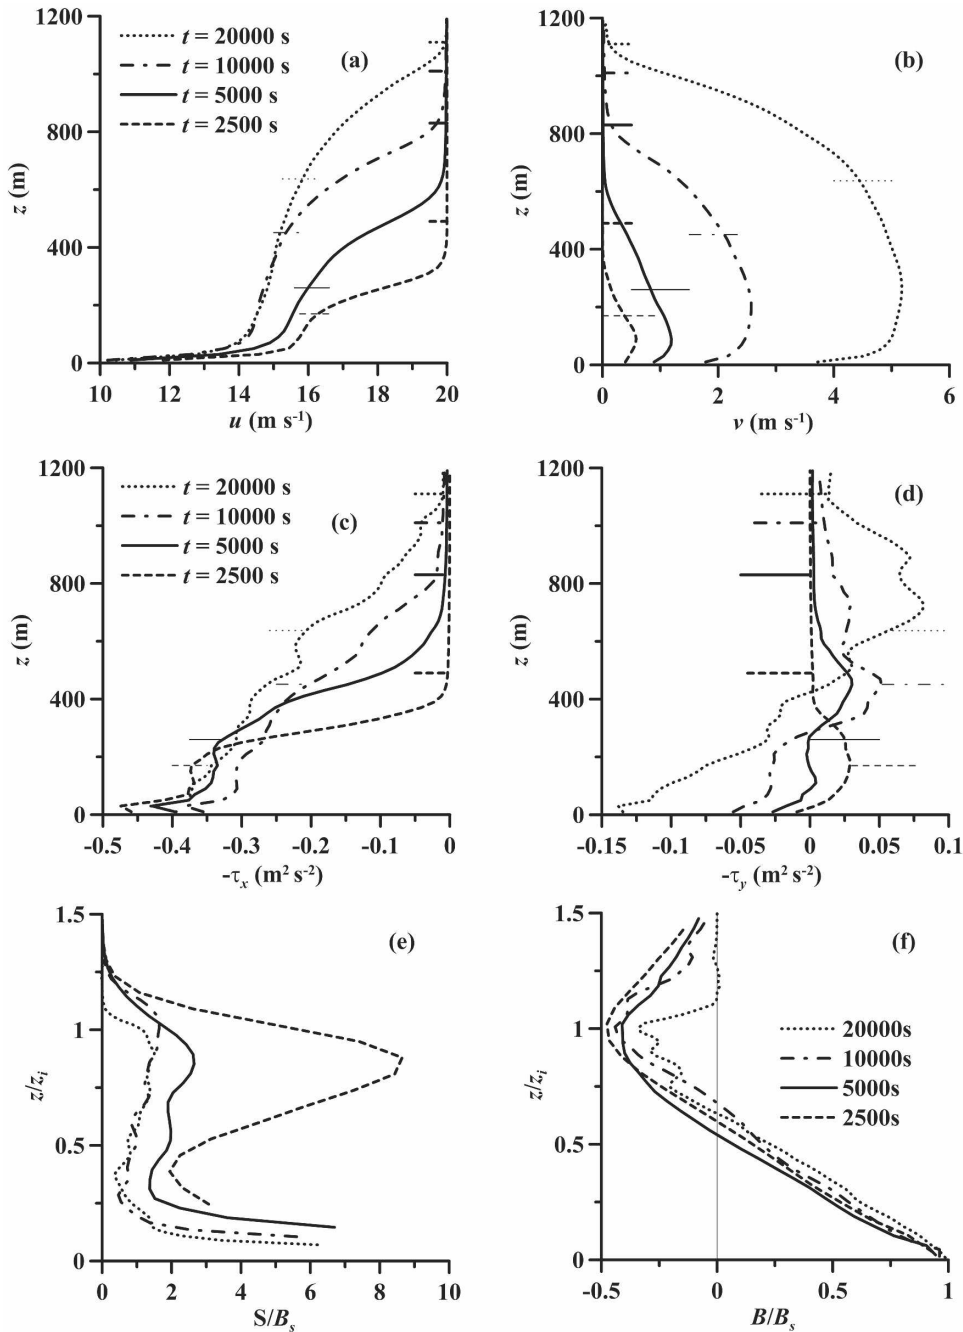 1200
800
400
0
z (m)
t = 20000 s
t = 10000 s
t = 5000 s
t = 2500 s
(a)
10 12 14 16 18 20
u (m s-1)
1200
800
400
0
z (m)
(b)
0 2 4 6
v (m s-1)
1200
800
400
0
z (m)
t = 20000 s
t = 10000 s
t = 5000 s
t = 2500 s
(c)
-0.5 -0.4 -0.3 -0.2 -0.1 0
-τx (m2 s-2)
1200
800
400
0
z (m)
(d)
-0.15 -0.1 -0.05 0 0.05 0.1
-τy (m2 s-2)
1.5
1
0.5
0
z/zi
(e)
0 2 4 6 8 10
S/Bs
1.5
1
0.5
0
z/zi
(f)
20000s
10000s
5000s
2500s
-0.5 0 0.5 1
B/Bs